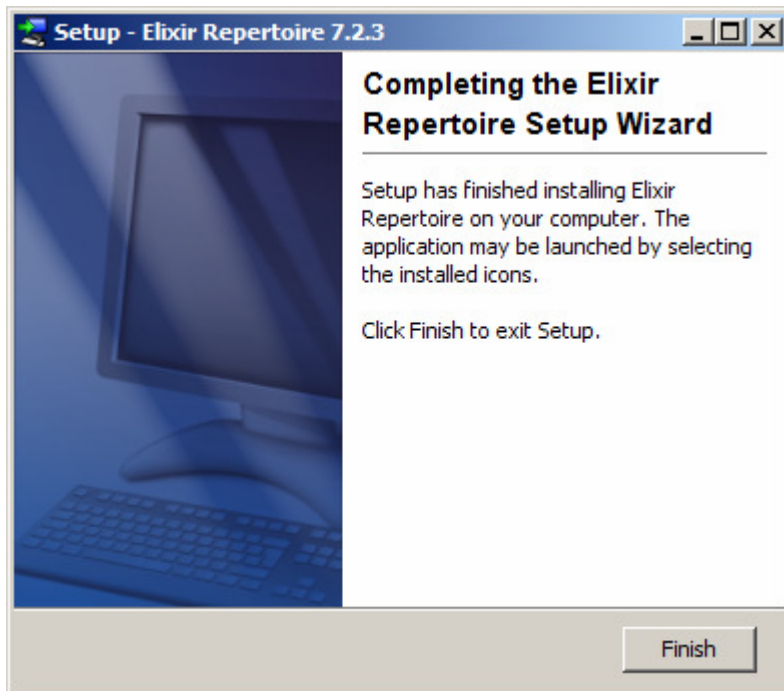 Setup - Elixir Repertoire 7.2.3
Completing the Elixir
Repertoire Setup Wizard
Setup has finished installing Elixir
Repertoire on your computer. The
application may be launched by selecting
the installed icons.
Click Finish to exit Setup.
Finish